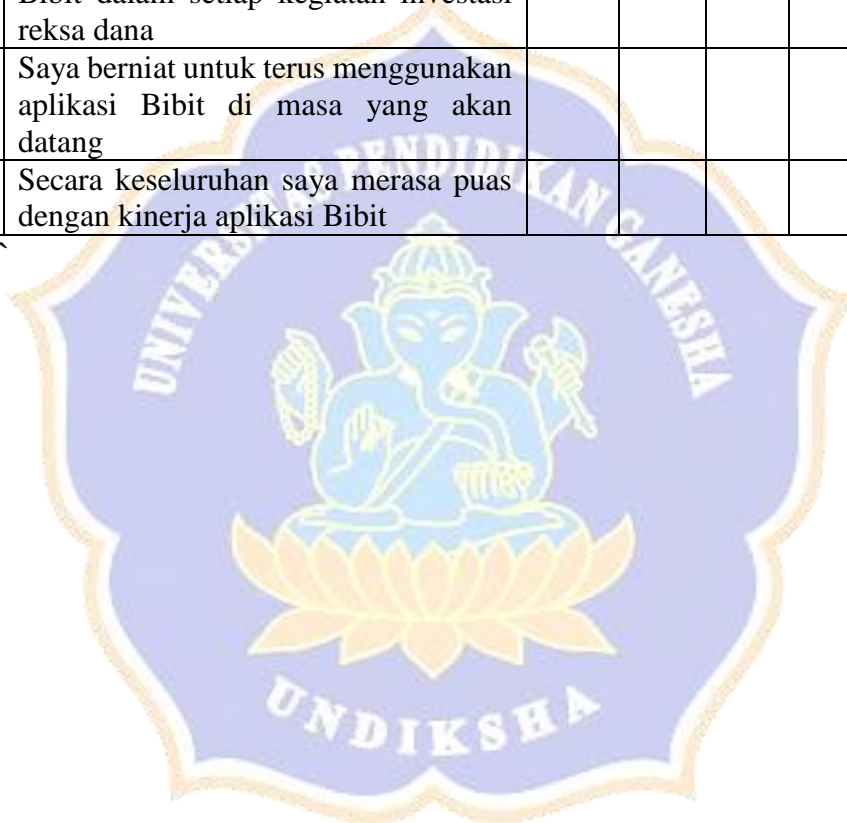 Bibit dalam setiap kegiatan investasi
reksa dana
Saya berniat untuk terus menggunakan
aplikasi Bibit di masa yang akan
datang
Secara keseluruhan saya merasa puas
dengan kinerja aplikasi Bibit
`
UNIVERSITAS PENDIDIKAN GANESHA
UNDIKSHA